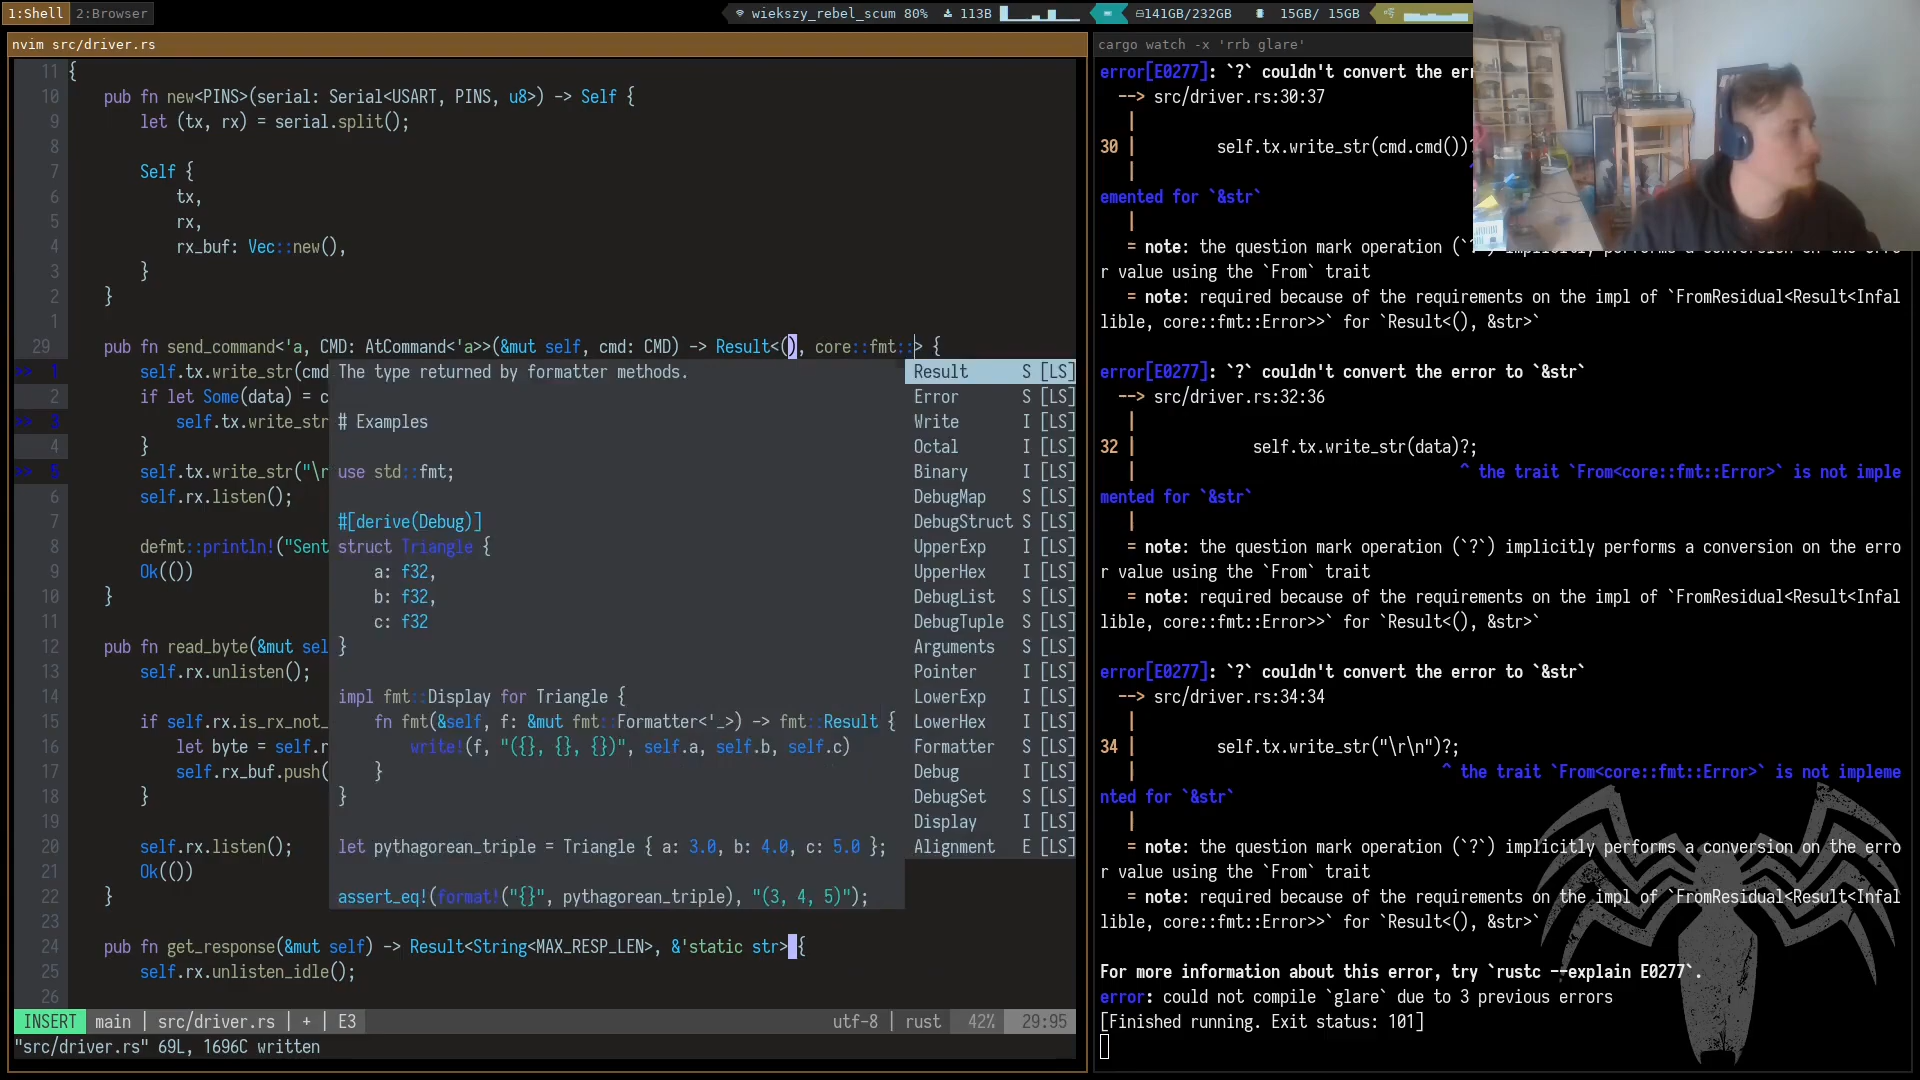 1:Shell 2:Browser
wiekszy_rebel_scum 80% 113B 141GB/232GB 15GB/ 15GB
nvim src/driver.rs
11 {
10 pub fn new<PINS>(serial: Serial<USART, PINS, u8>) -> Self {
9 let (tx, rx) = serial.split();
8
7 Self {
6 tx,
5 rx,
4 rx_buf: Vec::new(),
3 }
2 }
1
29 pub fn send_command<'a, CMD: AtCommand<'a>>(&mut self, cmd: CMD) -> Result<(), core::fmt::> {
>> 1 self.tx.write_str(cmd
2 if let Some(data) = c
>> 3 self.tx.write_str
4 }
>> 5 self.tx.write_str("\r
6 self.rx.listen();
7
8 defmt::println!("Sent
9 Ok(())
10 }
11
12 pub fn read_byte(&mut sel
13 self.rx.unlisten();
14
15 if self.rx.is_rx_not_
16 let byte = self.r
17 self.rx_buf.push(
18 }
19
20 self.rx.listen();
21 Ok(())
22 }
23
24 pub fn get_response(&mut self) -> Result<String<MAX_RESP_LEN>, &'static str> {
25 self.rx.unlisten_idle();
26
The type returned by formatter methods.
# Examples
use std::fmt;
#[derive(Debug)]
struct Triangle {
a: f32,
b: f32,
c: f32
}
impl fmt::Display for Triangle {
fn fmt(&self, f: &mut fmt::Formatter<'_>) -> fmt::Result {
write!(f, "({}, {}, {})", self.a, self.b, self.c)
}
}
let pythagorean_triple = Triangle { a: 3.0, b: 4.0, c: 5.0 };
assert_eq!(format!("{}", pythagorean_triple), "(3, 4, 5)");
Result S [LS]
Error S [LS]
Write I [LS]
Octal I [LS]
Binary I [LS]
DebugMap S [LS]
DebugStruct S [LS]
UpperExp I [LS]
UpperHex I [LS]
DebugList S [LS]
DebugTuple S [LS]
Arguments S [LS]
Pointer I [LS]
LowerExp I [LS]
LowerHex I [LS]
Formatter S [LS]
Debug I [LS]
DebugSet S [LS]
Display I [LS]
Alignment E [LS]
INSERT main | src/driver.rs | + | E3 utf-8 | rust 42% 29:95
"src/driver.rs" 69L, 1696C written
cargo watch -x 'rrb glare'
error[E0277]: `?` couldn't convert the err
--> src/driver.rs:30:37
|
30 | self.tx.write_str(cmd.cmd())?
| ^
emented for `&str`
|
= note: the question mark operation (`?`) implicitly performs a conversion on the erro
r value using the `From` trait
= note: required because of the requirements on the impl of `FromResidual<Result<Infal
lible, core::fmt::Error>>` for `Result<(), &str>`
error[E0277]: `?` couldn't convert the error to `&str`
--> src/driver.rs:32:36
|
32 | self.tx.write_str(data)?;
| ^ the trait `From<core::fmt::Error>` is not imple
mented for `&str`
|
= note: the question mark operation (`?`) implicitly performs a conversion on the erro
r value using the `From` trait
= note: required because of the requirements on the impl of `FromResidual<Result<Infal
lible, core::fmt::Error>>` for `Result<(), &str>`
error[E0277]: `?` couldn't convert the error to `&str`
--> src/driver.rs:34:34
|
34 | self.tx.write_str("\r\n")?;
| ^ the trait `From<core::fmt::Error>` is not impleme
nted for `&str`
|
= note: the question mark operation (`?`) implicitly performs a conversion on the erro
r value using the `From` trait
= note: required because of the requirements on the impl of `FromResidual<Result<Infal
lible, core::fmt::Error>>` for `Result<(), &str>`
For more information about this error, try `rustc --explain E0277`.
error: could not compile `glare` due to 3 previous errors
[Finished running. Exit status: 101]